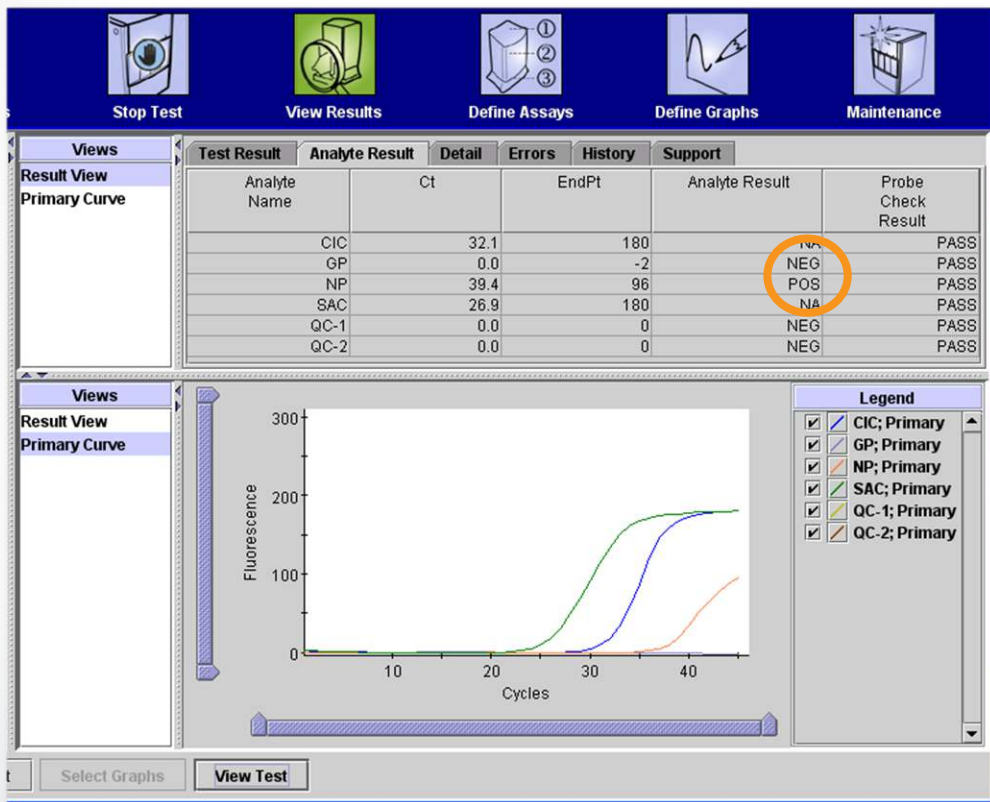 Stop Test View Results Define Assays Define Graphs Maintenance
① ② ③
Views
Result View
Primary Curve
Test Result Analyte Result Detail Errors History Support
Analyte Name Ct EndPt Analyte Result Probe Check Result
CIC 32.1 180 NA PASS
GP 0.0 -2 NEG PASS
NP 39.4 96 POS PASS
SAC 26.9 180 NA PASS
QC-1 0.0 0 NEG PASS
QC-2 0.0 0 NEG PASS
Views
Result View
Primary Curve
300
200
100
0
Fluorescence
10 20 30 40
Cycles
Legend
CIC; Primary
GP; Primary
NP; Primary
SAC; Primary
QC-1; Primary
QC-2; Primary
Select Graphs View Test